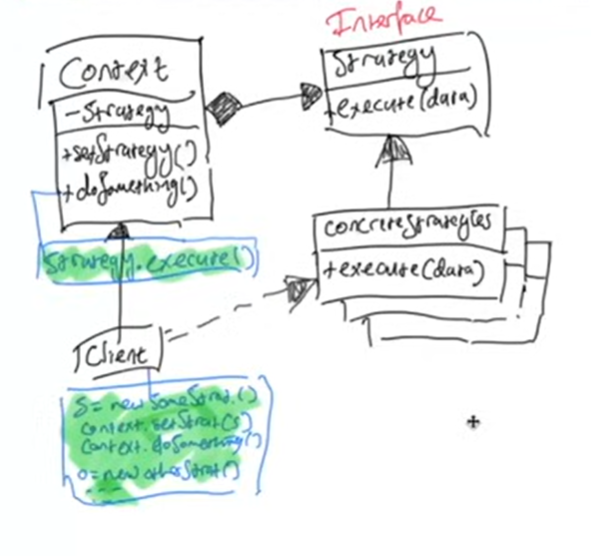 Interface
Context
-Strategy
+setStrategy()
+doSomething()
Strategy
+execute(data)
strategy.execute()
concreteStrategies
+execute(data)
Client
S = new SomeStrat.()
Context.setStrat(s)
Context.doSomething()
o = new otherStrat()